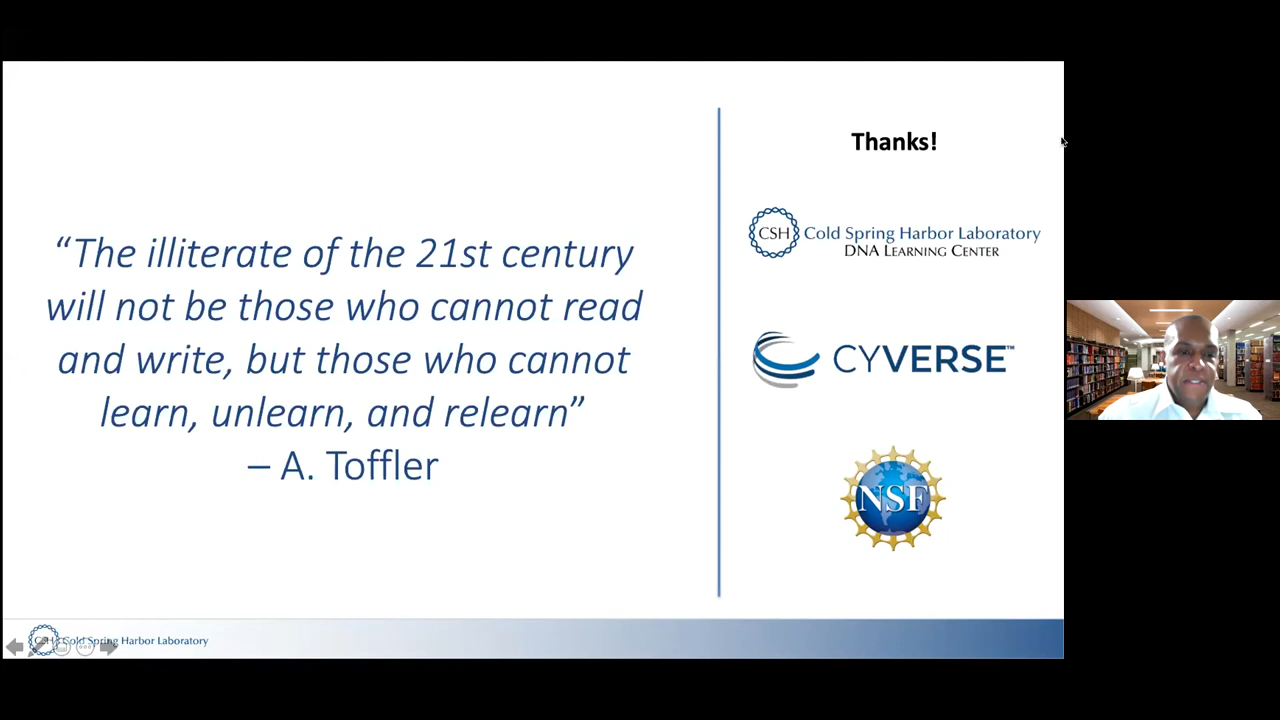 “The illiterate of the 21st century
will not be those who cannot read
and write, but those who cannot
learn, unlearn, and relearn”
– A. Toffler
Thanks!
CSH Cold Spring Harbor Laboratory
DNA LEARNING CENTER
CYVERSE™
NSF
CSH Cold Spring Harbor Laboratory